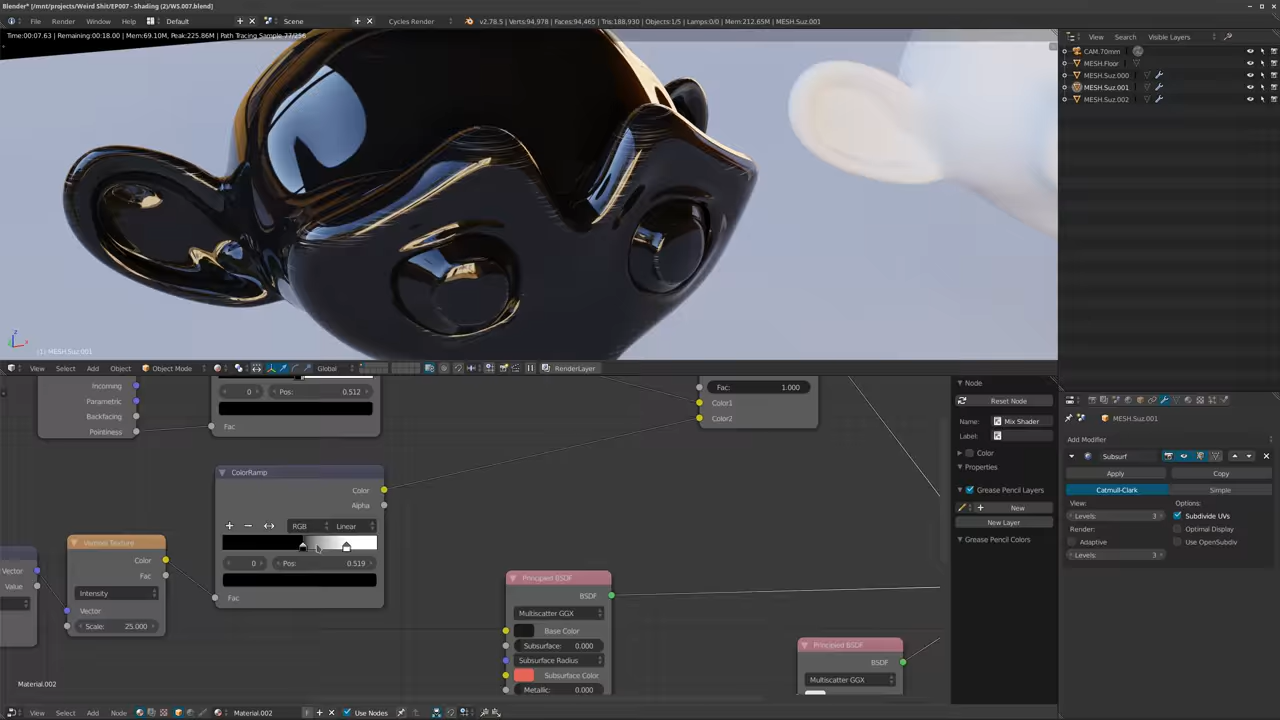 Blender* [/mnt/projects/Weird Shit/EP007 - Shading (2)/WS.007.blend]
File Render Window Help Default Scene Cycles Render v2.78.5 | Verts:94,978 | Faces:94,465 | Tris:188,930 | Objects:1/5 | Lamps:0/0 | Mem:212.65M | MESH.Suz.001
Time:00:07.63 | Remaining:00:18.00 | Mem:69.10M, Peak:225.86M | Path Tracing Sample 77/256
View Search Visible Layers
CAM.70mm
MESH.Floor
MESH.Suz.000
MESH.Suz.001
MESH.Suz.002
(1) MESH.Suz.001
View Select Add Object Object Mode Global RenderLayer
Incoming
Parametric
Backfacing
Pointiness
0 Pos: 0.512
Fac
Fac: 1.000
Color1
Color2
ColorRamp
Color
Alpha
RGB Linear
0 Pos: 0.519
Fac
Vector
Value
Voronoi Texture
Color
Fac
Intensity
Vector
Scale: 25.000
Principled BSDF
BSDF
Multiscatter GGX
Base Color
Subsurface: 0.000
Subsurface Radius
Subsurface Color
Metallic: 0.000
Principled BSDF
BSDF
Multiscatter GGX
Material.002
Node
Reset Node
Name: Mix Shader
Label:
Color
Properties
Grease Pencil Layers
New
New Layer
Grease Pencil Colors
MESH.Suz.001
Add Modifier
Subsurf
Apply Copy
Catmull-Clark Simple
View: Options:
Levels: 3 Subdivide UVs
Render: Optimal Display
Adaptive Use OpenSubdiv
Levels: 3
View Select Add Node Material.002 F Use Nodes